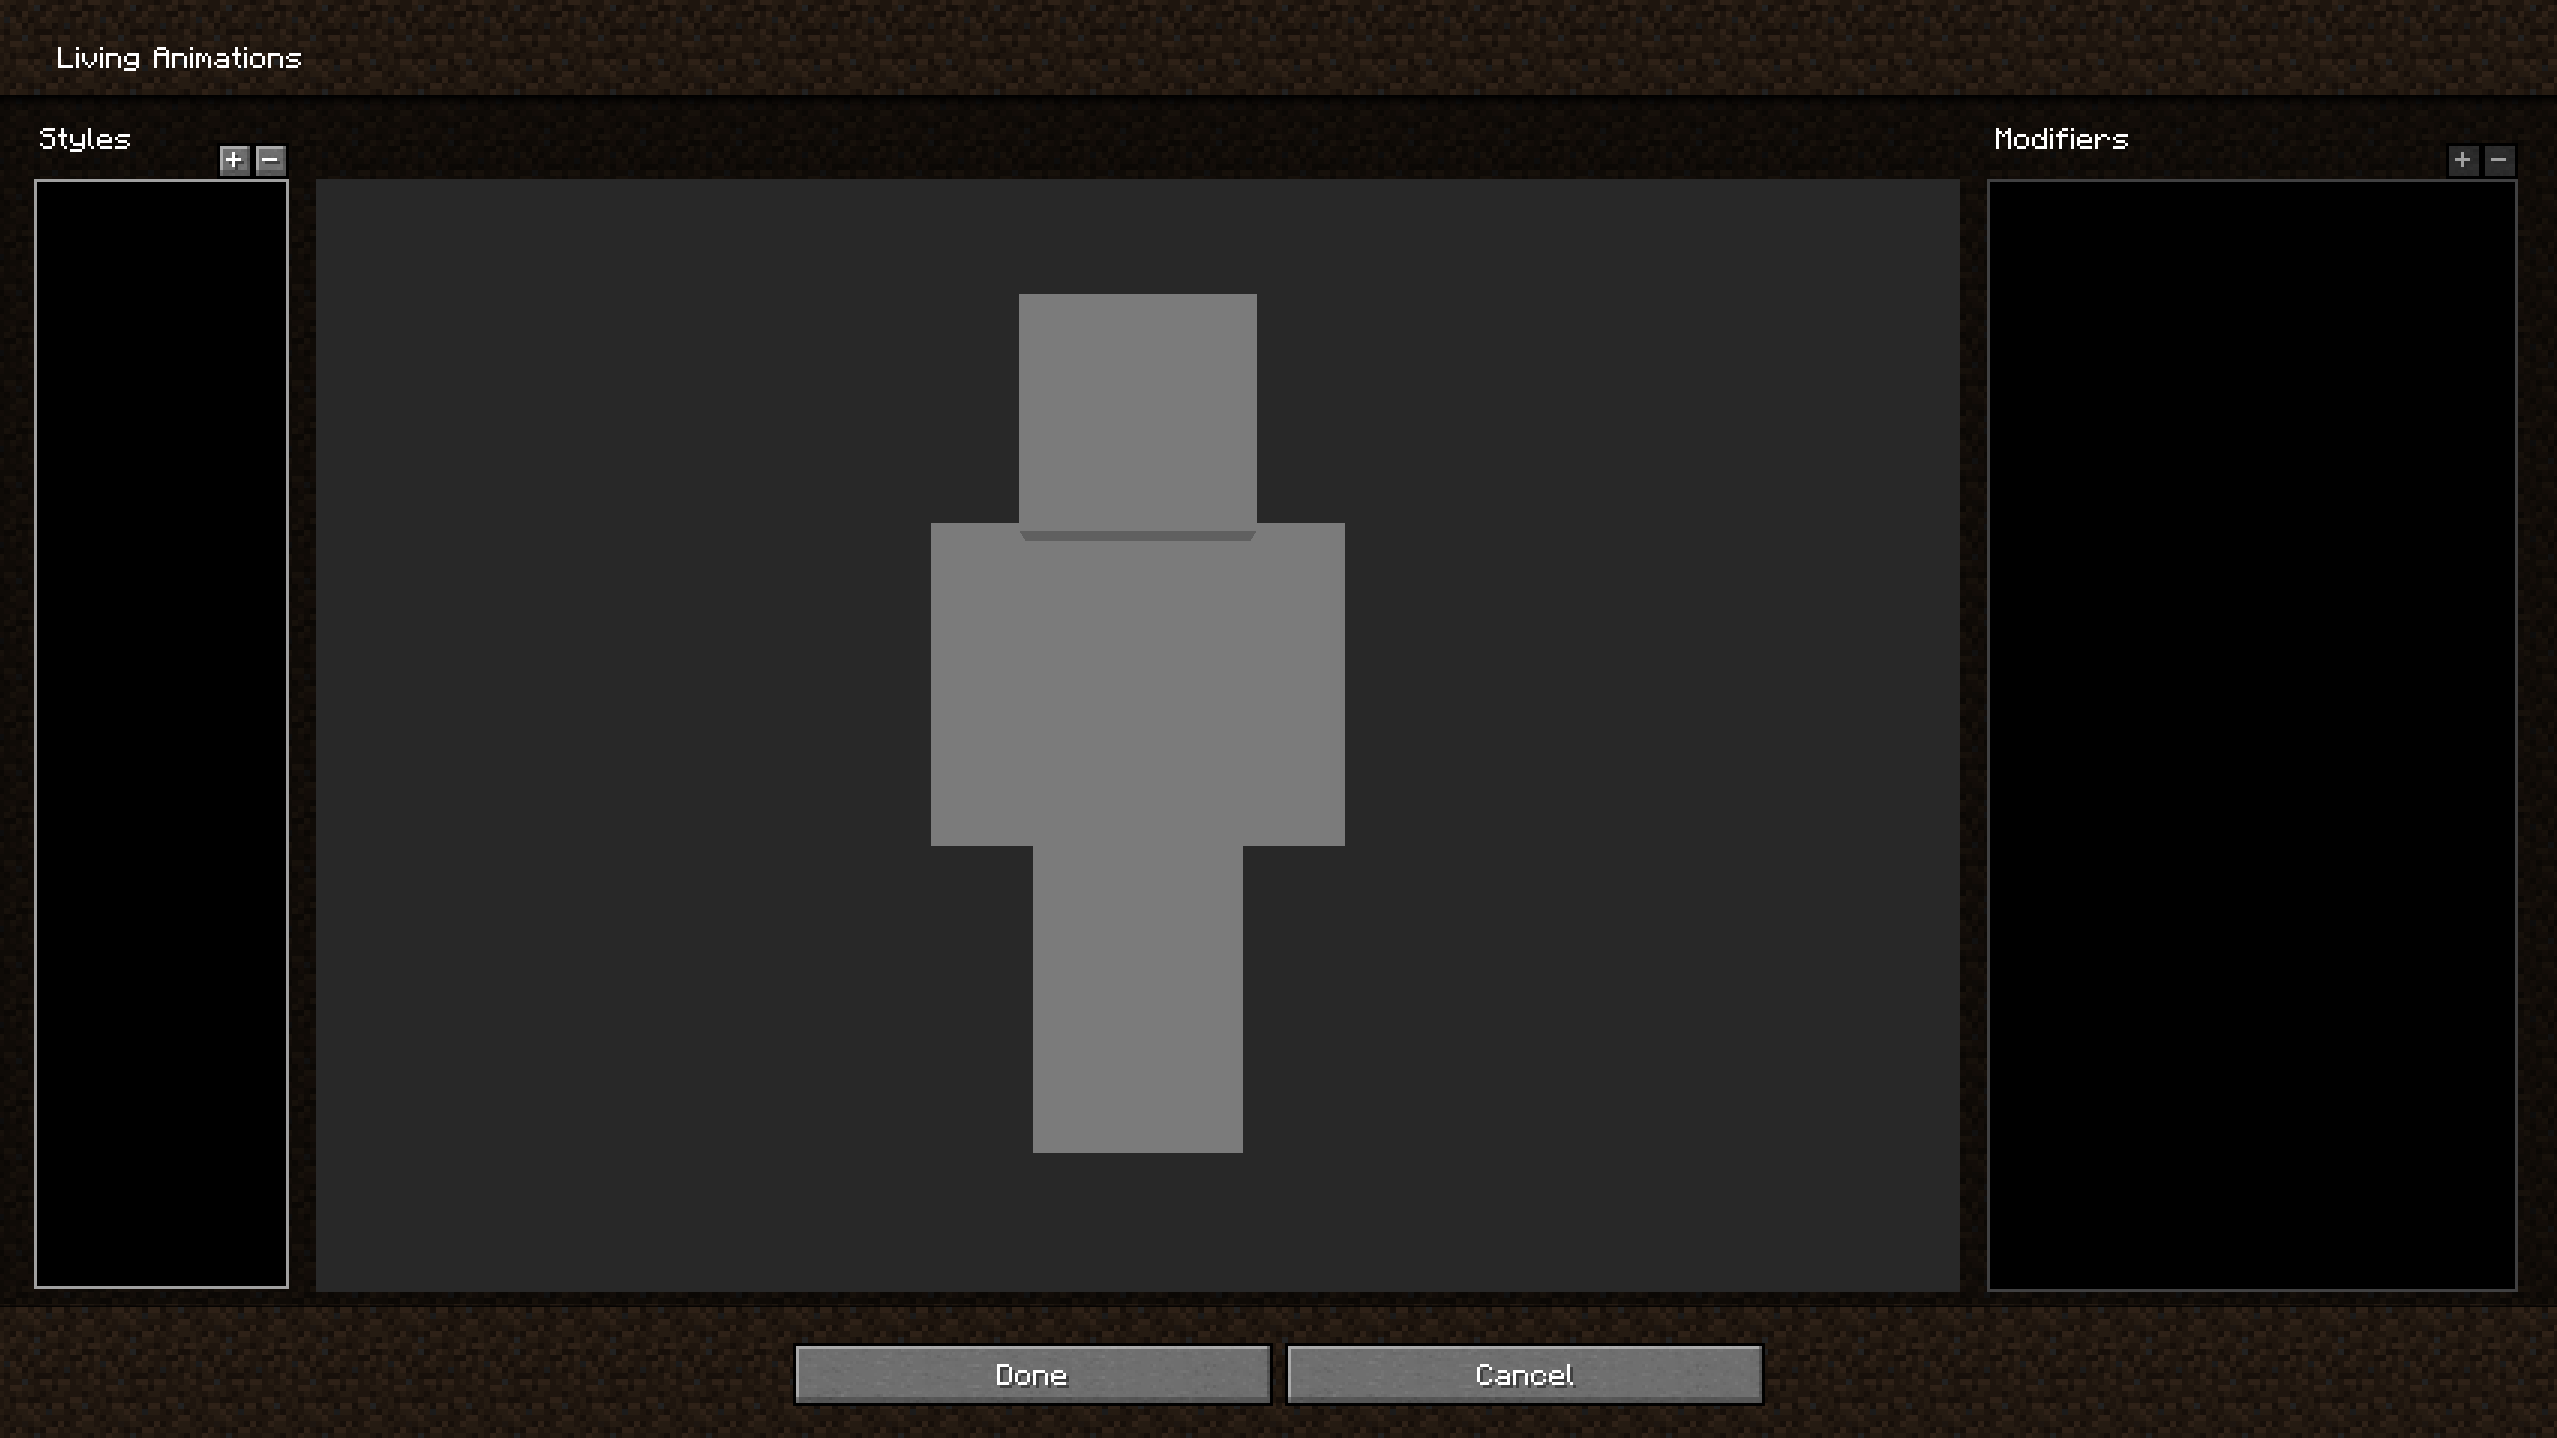 Living Animations
Styles
+ -
Modifiers
+ -
Done
Cancel